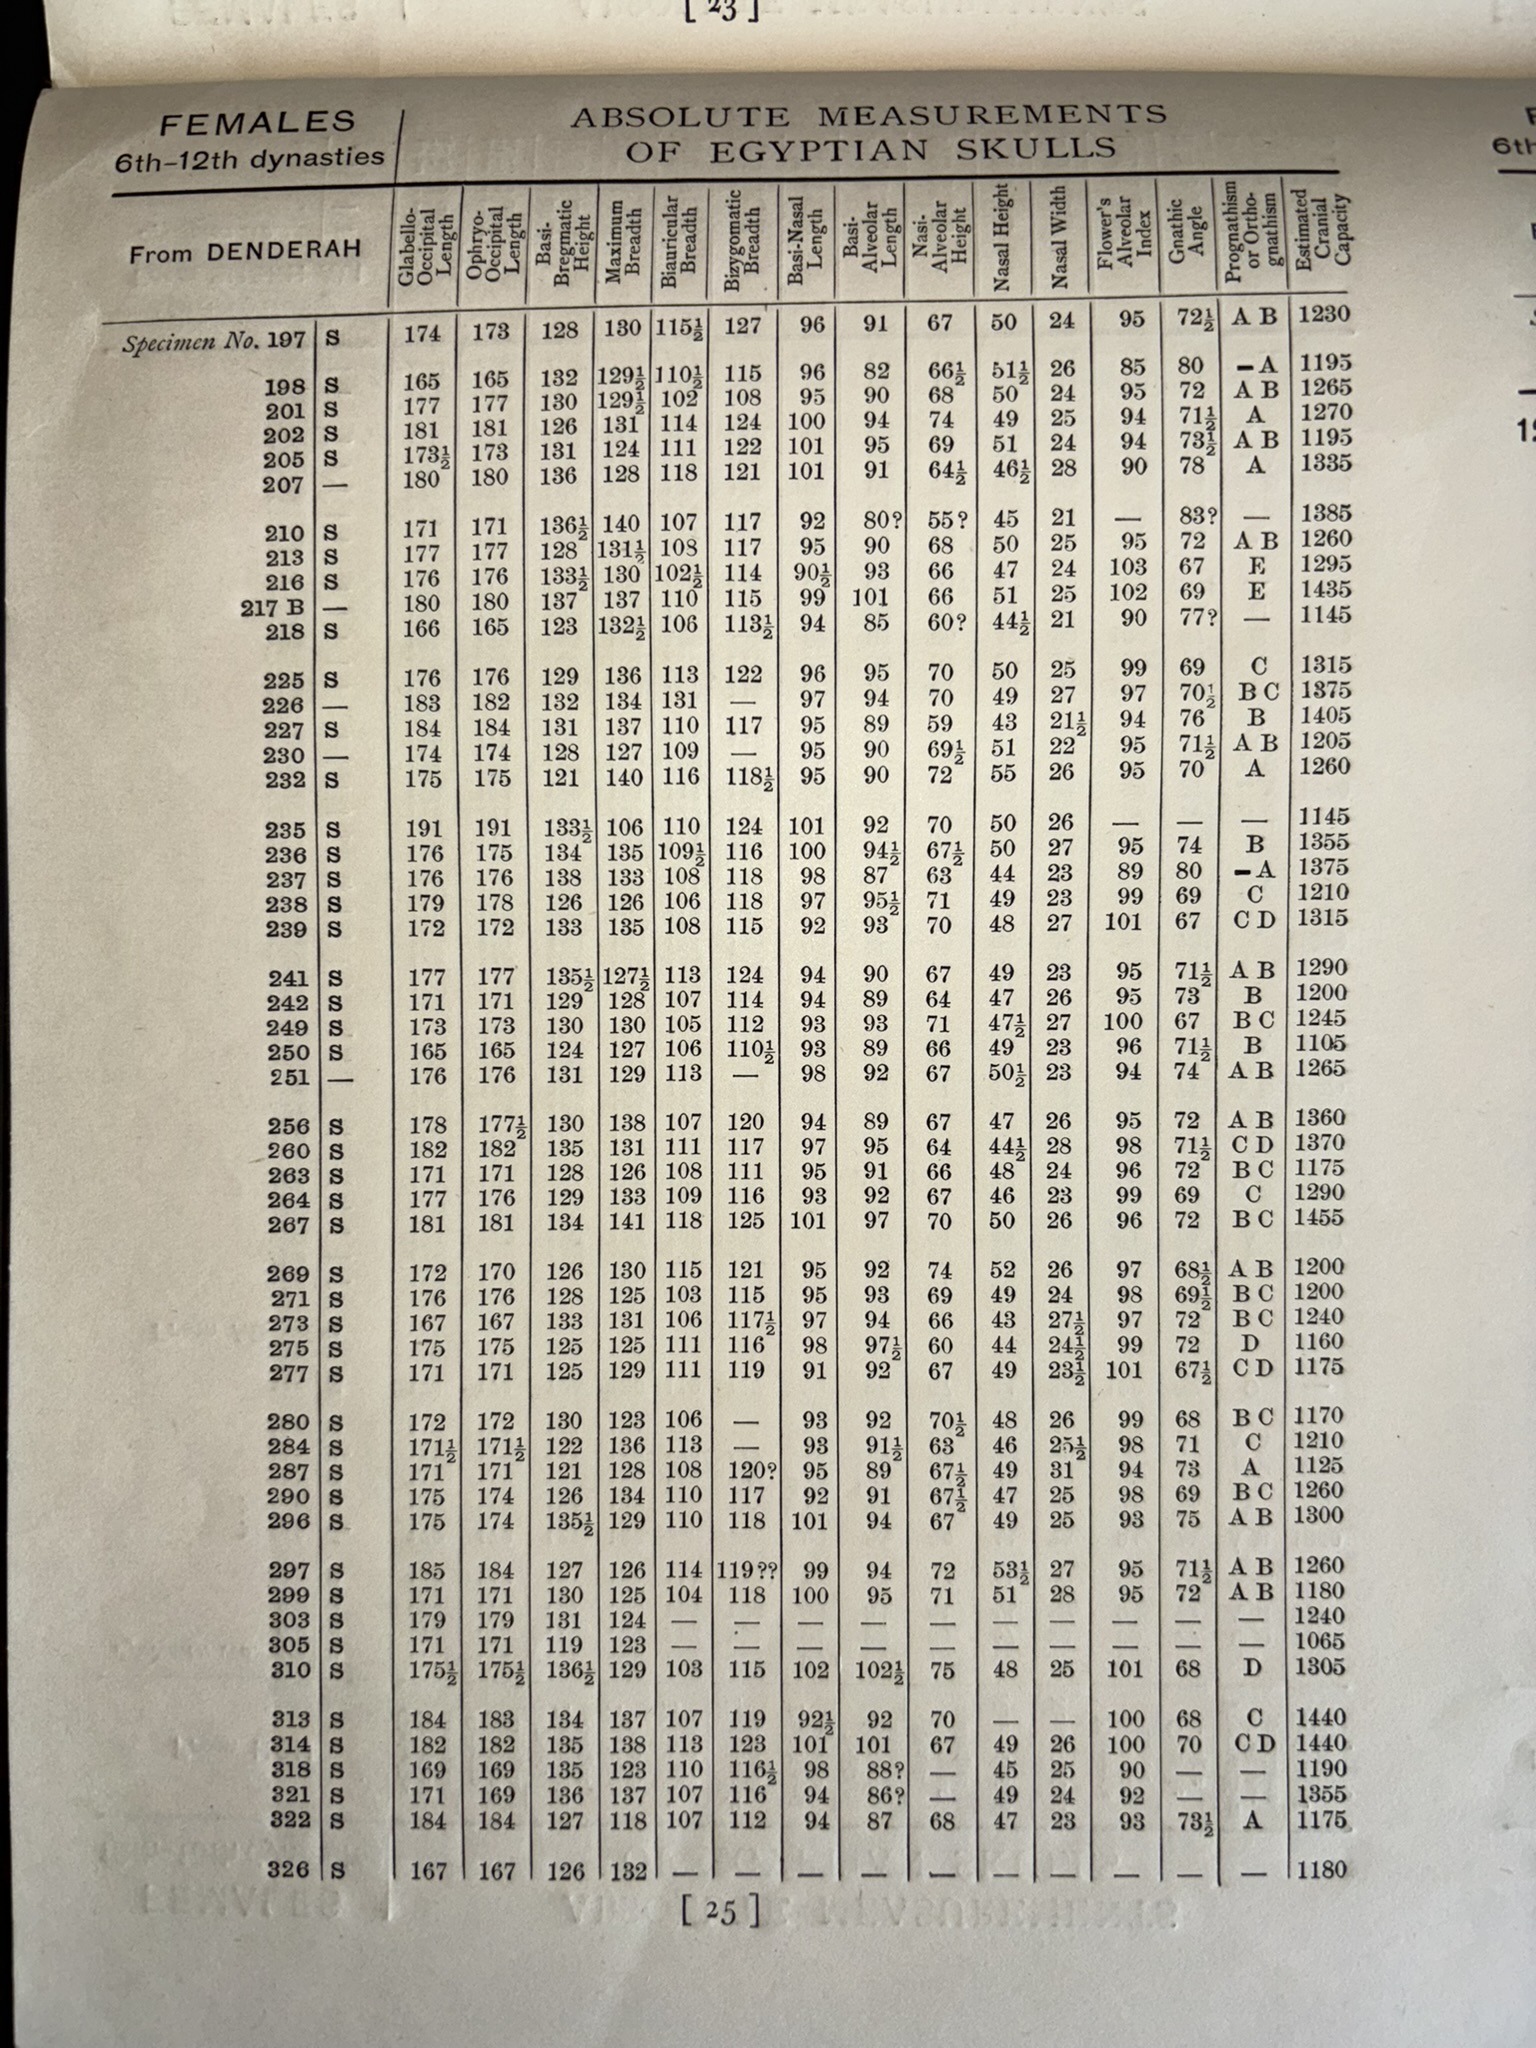 [ 23 ]
FEMALES
6th–12th dynasties
ABSOLUTE MEASUREMENTS
OF EGYPTIAN SKULLS
From DENDERAH
Glabello-Occipital Length
Ophryo-Occipital Length
Basi-Bregmatic Height
Maximum Breadth
Biauricular Breadth
Bizygomatic Breadth
Basi-Nasal Length
Basi-Alveolar Length
Nasi-Alveolar Height
Nasal Height
Nasal Width
Flower's Alveolar Index
Gnathic Angle
Prognathism or Ortho-gnathism
Estimated Cranial Capacity
Specimen No. 197 S 174 173 128 130 115½ 127 96 91 67 50 24 95 72½ A B 1230
198 S 165 165 132 129½ 110½ 115 96 82 66½ 51½ 26 85 80 – A 1195
201 S 177 177 130 129½ 102 108 95 90 68 50 24 95 72 A B 1265
202 S 181 181 126 131 114 124 100 94 74 49 25 94 71½ A 1270
205 S 173½ 173 131 124 111 122 101 95 69 51 24 94 73½ A B 1195
207 — 180 180 136 128 118 121 101 91 64½ 46½ 28 90 78 A 1335
210 S 171 171 136½ 140 107 117 92 80? 55? 45 21 — 83? — 1385
213 S 177 177 128 131½ 108 117 95 90 68 50 25 95 72 A B 1260
216 S 176 176 133½ 130 102½ 114 90½ 93 66 47 24 103 67 E 1295
217 B — 180 180 137 137 110 115 99 101 66 51 25 102 69 E 1435
218 S 166 165 123 132½ 106 113½ 94 85 60? 44½ 21 90 77? — 1145
225 S 176 176 129 136 113 122 96 95 70 50 25 99 69 C 1315
226 — 183 182 132 134 131 — 97 94 70 49 27 97 70½ B C 1375
227 S 184 184 131 137 110 117 95 89 59 43 21½ 94 76 B 1405
230 — 174 174 128 127 109 — 95 90 69½ 51 22 95 71½ A B 1205
232 S 175 175 121 140 116 118½ 95 90 72 55 26 95 70 A 1260
235 S 191 191 133½ 106 110 124 101 92 70 50 26 — — — 1145
236 S 176 175 134 135 109½ 116 100 94½ 67½ 50 27 95 74 B 1355
237 S 176 176 138 133 108 118 98 87 63 44 23 89 80 – A 1375
238 S 179 178 126 126 106 118 97 95½ 71 49 23 99 69 C 1210
239 S 172 172 133 135 108 115 92 93 70 48 27 101 67 C D 1315
241 S 177 177 135½ 127½ 113 124 94 90 67 49 23 95 71½ A B 1290
242 S 171 171 129 128 107 114 94 89 64 47 26 95 73 B 1200
249 S 173 173 130 130 105 112 93 93 71 47½ 27 100 67 B C 1245
250 S 165 165 124 127 106 110½ 93 89 66 49 23 96 71½ B 1105
251 — 176 176 131 129 113 — 98 92 67 50½ 23 94 74 A B 1265
256 S 178 177½ 130 138 107 120 94 89 67 47 26 95 72 A B 1360
260 S 182 182 135 131 111 117 97 95 64 44½ 28 98 71½ C D 1370
263 S 171 171 128 126 108 111 95 91 66 48 24 96 72 B C 1175
264 S 177 176 129 133 109 116 93 92 67 46 23 99 69 C 1290
267 S 181 181 134 141 118 125 101 97 70 50 26 96 72 B C 1455
269 S 172 170 126 130 115 121 95 92 74 52 26 97 68½ A B 1200
271 S 176 176 128 125 103 115 95 93 69 49 24 98 69½ B C 1200
273 S 167 167 133 131 106 117½ 97 94 66 43 27½ 97 72 B C 1240
275 S 175 175 125 125 111 116 98 97½ 60 44 24½ 99 72 D 1160
277 S 171 171 125 129 111 119 91 92 67 49 23½ 101 67½ C D 1175
280 S 172 172 130 123 106 — 93 92 70½ 48 26 99 68 B C 1170
284 S 171½ 171½ 122 136 113 — 93 91½ 63 46 25½ 98 71 C 1210
287 S 171 171 121 128 108 120? 95 89 67½ 49 31 94 73 A 1125
290 S 175 174 126 134 110 117 92 91 67½ 47 25 98 69 B C 1260
296 S 175 174 135½ 129 110 118 101 94 67 49 25 93 75 A B 1300
297 S 185 184 127 126 114 119?? 99 94 72 53½ 27 95 71½ A B 1260
299 S 171 171 130 125 104 118 100 95 71 51 28 95 72 A B 1180
303 S 179 179 131 124 — — — — — — — — — — 1240
305 S 171 171 119 123 — — — — — — — — — — 1065
310 S 175½ 175½ 136½ 129 103 115 102 102½ 75 48 25 101 68 D 1305
313 S 184 183 134 137 107 119 92½ 92 70 — — 100 68 C 1440
314 S 182 182 135 138 113 123 101 101 67 49 26 100 70 C D 1440
318 S 169 169 135 123 110 116½ 98 88? — 45 25 90 — — 1190
321 S 171 169 136 137 107 116 94 86? — 49 24 92 — — 1355
322 S 184 184 127 118 107 112 94 87 68 47 23 93 73½ A 1175
326 S 167 167 126 132 — — — — — — — — — — 1180
[ 25 ]